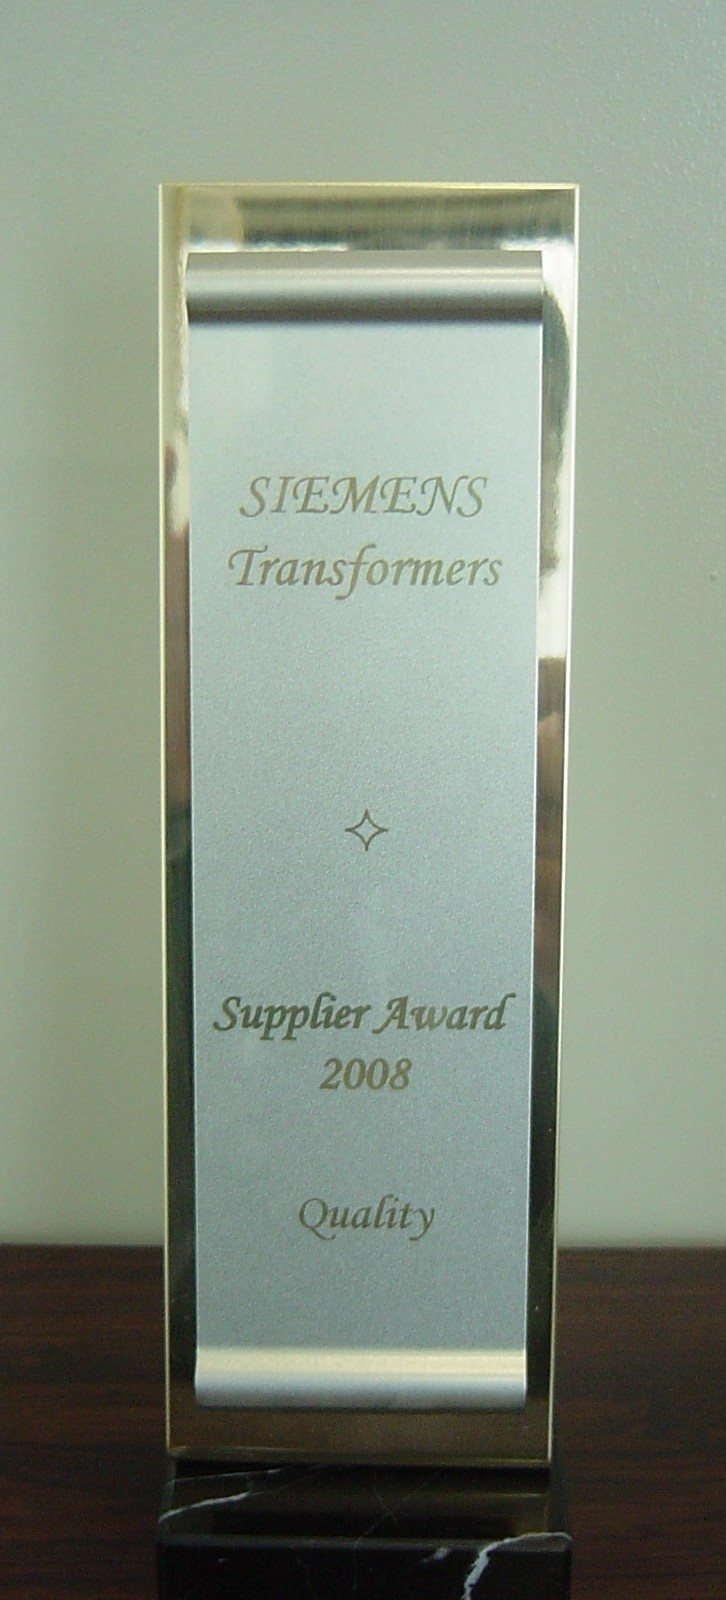 SIEMENS
Transformers
Supplier Award
2008
Quality